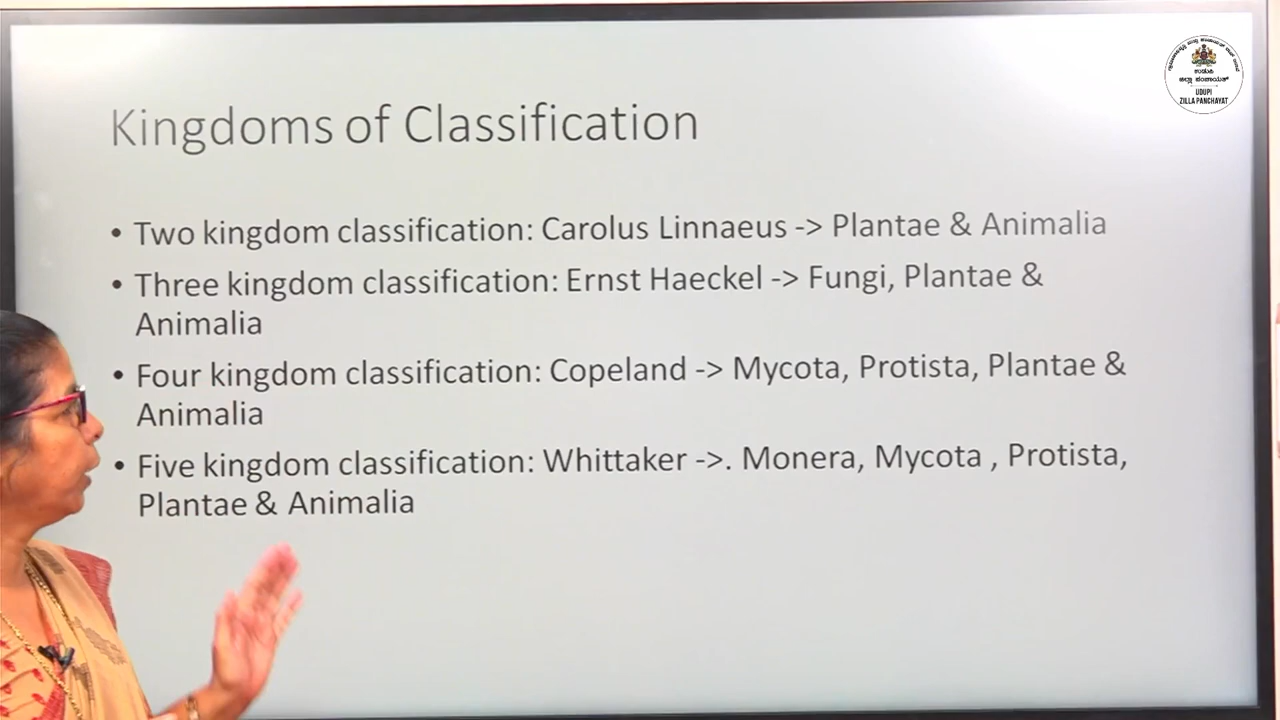 Kingdoms of Classification
• Two kingdom classification: Carolus Linnaeus -> Plantae & Animalia
• Three kingdom classification: Ernst Haeckel -> Fungi, Plantae &
Animalia
• Four kingdom classification: Copeland -> Mycota, Protista, Plantae &
Animalia
• Five kingdom classification: Whittaker ->. Monera, Mycota , Protista,
Plantae & Animalia
ಉಡುಪಿ
ಜಿಲ್ಲಾ ಪಂಚಾಯತ್
UDUPI
ZILLA PANCHAYAT